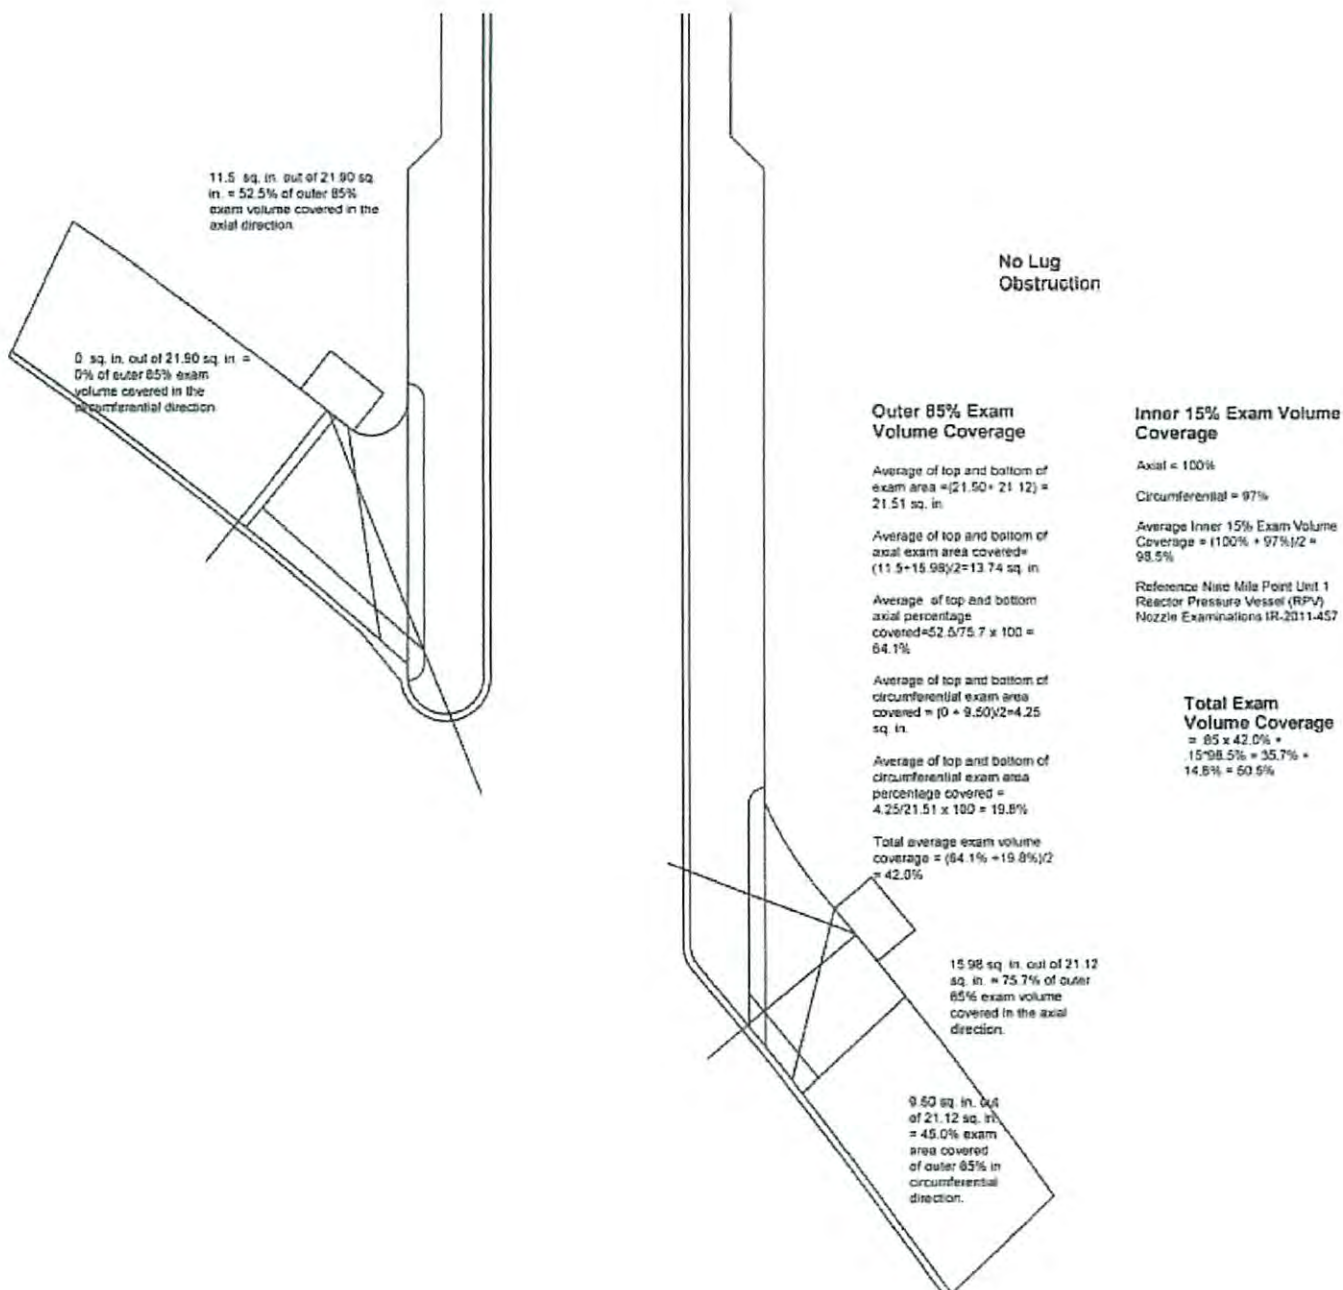 11.5 sq. in. out of 21.90 sq.
in. = 52.5% of outer 85%
exam volume covered in the
axial direction.
0 sq. in. out of 21.90 sq. in. =
0% of outer 85% exam
volume covered in the
circumferential direction
No Lug
Obstruction
Outer 85% Exam
Volume Coverage
Average of top and bottom of
exam area =(21.90+ 21.12) =
21.51 sq. in
Average of top and bottom of
axial exam area covered=
(11.5+15.98)/2=13.74 sq. in
Average of top and bottom
axial percentage
covered=52.5/75.7 x 100 =
64.1%
Average of top and bottom of
circumferential exam area
covered = (0 + 9.50)/2=4.25
sq. in.
Average of top and bottom of
circumferential exam area
percentage covered =
4.25/21.51 x 100 = 19.8%
Total average exam volume
coverage = (64.1% +19.8%)/2
= 42.0%
Inner 15% Exam Volume
Coverage
Axial = 100%
Circumferential = 97%
Average Inner 15% Exam Volume
Coverage = (100% + 97%)/2 =
98.5%
Reference Nine Mile Point Unit 1
Reactor Pressure Vessel (RPV)
Nozzle Examinations IR-2011-457
Total Exam
Volume Coverage
= .85 x 42.0% +
.15*98.5% = 35.7% +
14.8% = 50.5%
15.98 sq. in. out of 21.12
sq. in. = 75.7% of outer
85% exam volume
covered in the axial
direction.
9.50 sq. in. out
of 21.12 sq. in.
= 45.0% exam
area covered
of outer 85% in
circumferential
direction.